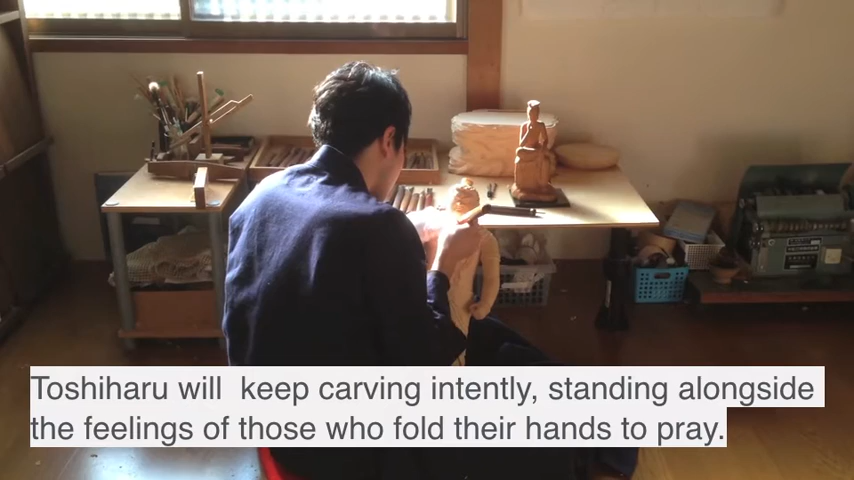 Toshiharu will  keep carving intently, standing alongside
the feelings of those who fold their hands to pray.